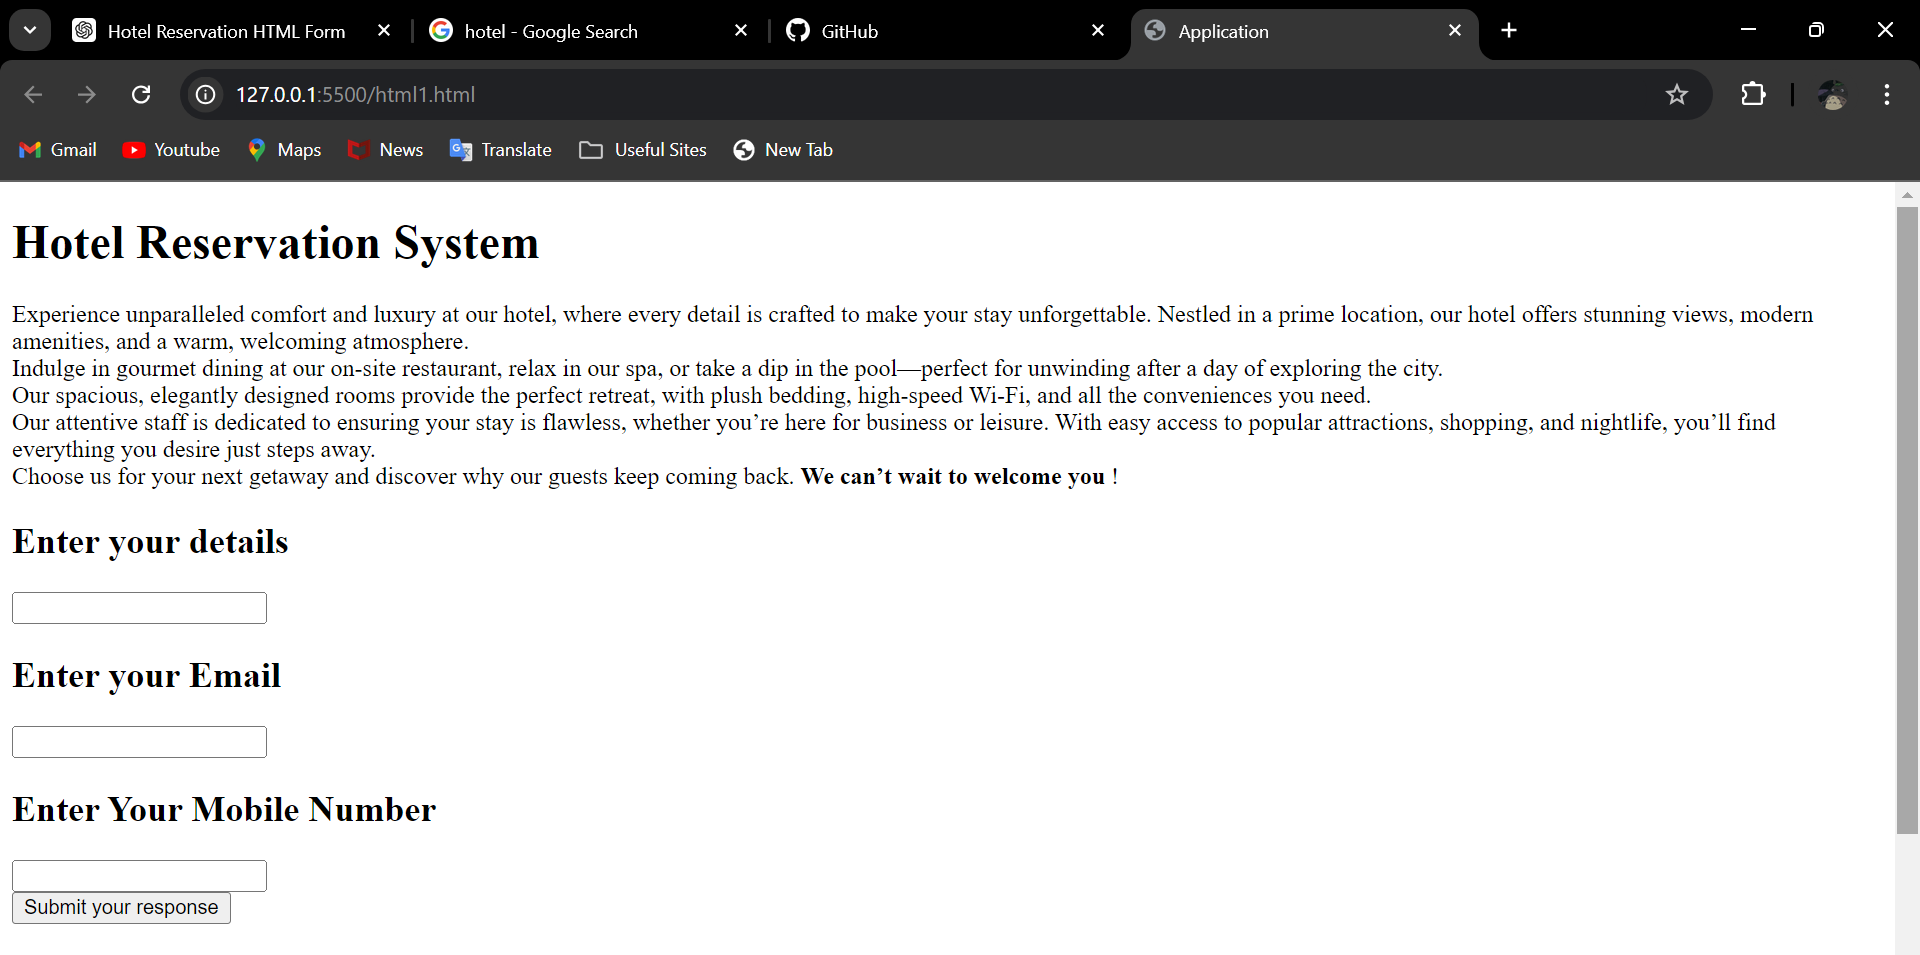 Hotel Reservation HTML Form
hotel - Google Search
GitHub
Application
127.0.0.1:5500/html1.html
Gmail
Youtube
Maps
News
Translate
Useful Sites
New Tab
Hotel Reservation System
Experience unparalleled comfort and luxury at our hotel, where every detail is crafted to make your stay unforgettable. Nestled in a prime location, our hotel offers stunning views, modern
amenities, and a warm, welcoming atmosphere.
Indulge in gourmet dining at our on-site restaurant, relax in our spa, or take a dip in the pool—perfect for unwinding after a day of exploring the city.
Our spacious, elegantly designed rooms provide the perfect retreat, with plush bedding, high-speed Wi-Fi, and all the conveniences you need.
Our attentive staff is dedicated to ensuring your stay is flawless, whether you’re here for business or leisure. With easy access to popular attractions, shopping, and nightlife, you’ll find
everything you desire just steps away.
Choose us for your next getaway and discover why our guests keep coming back. We can’t wait to welcome you !
Enter your details
Enter your Email
Enter Your Mobile Number
Submit your response